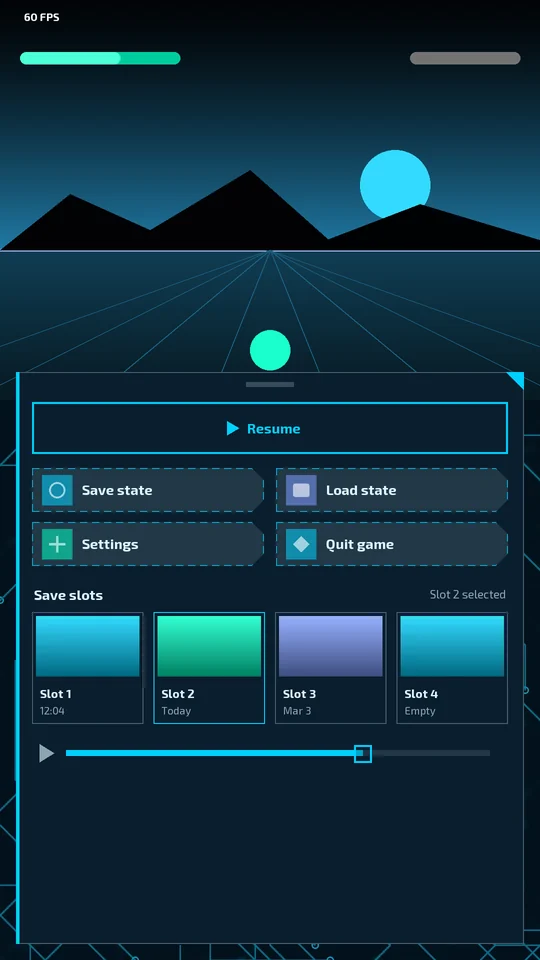 60 FPS
Resume
Save state
Load state
Settings
Quit game
Save slots
Slot 2 selected
Slot 1
12:04
Slot 2
Today
Slot 3
Mar 3
Slot 4
Empty